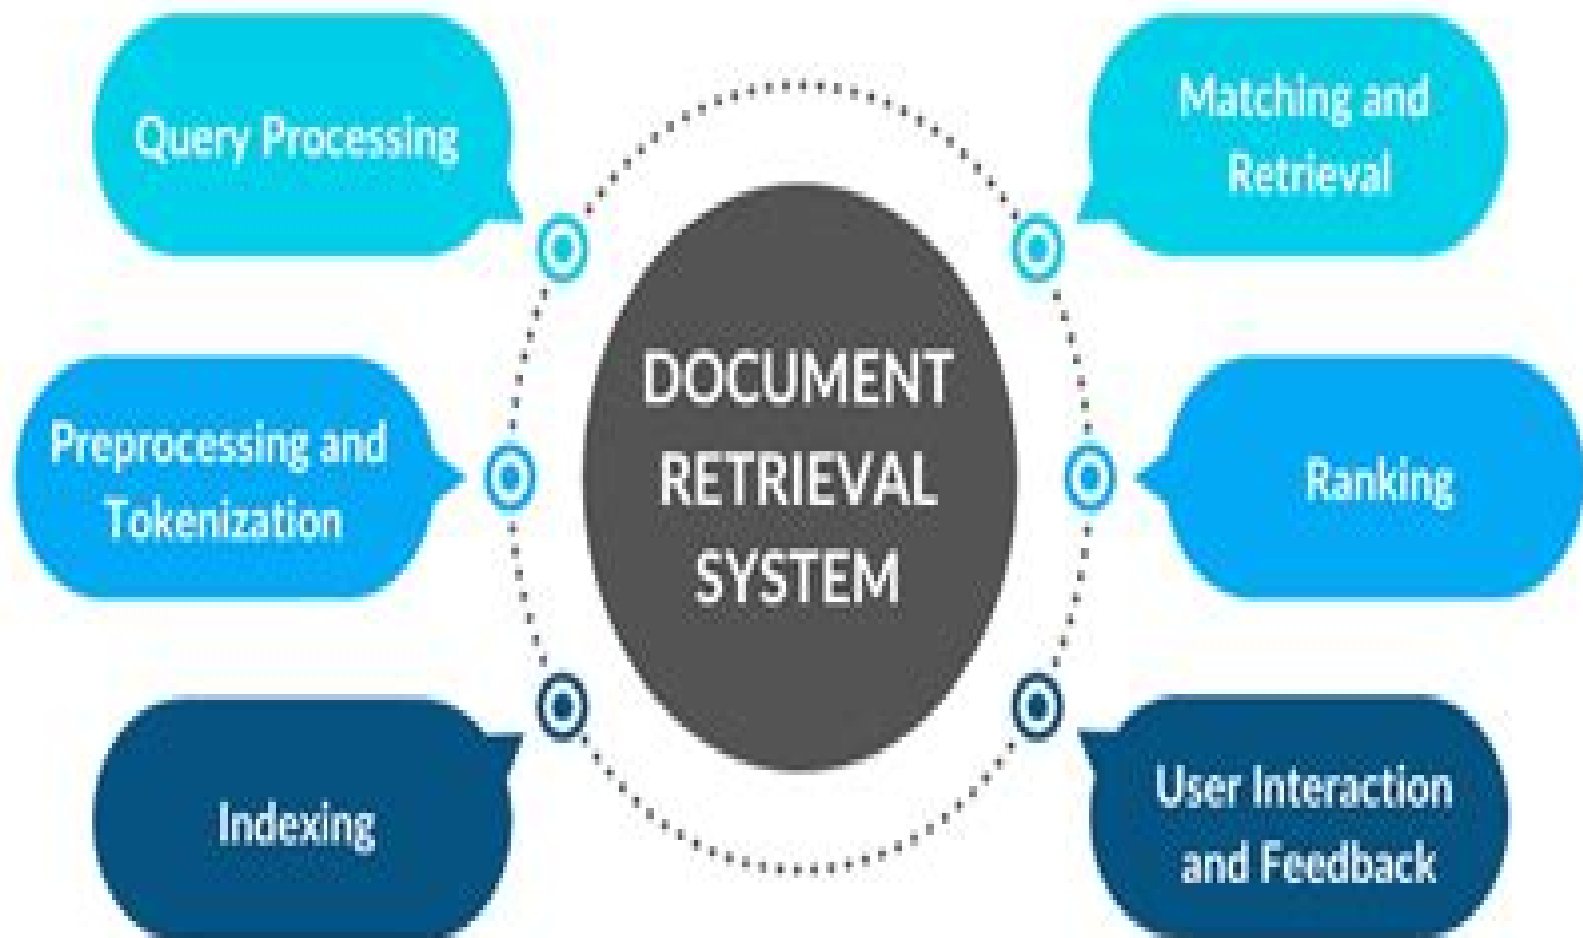 Query Processing
Preprocessing and
Tokenization
Indexing
DOCUMENT
RETRIEVAL
SYSTEM
Matching and
Retrieval
Ranking
User Interaction
and Feedback